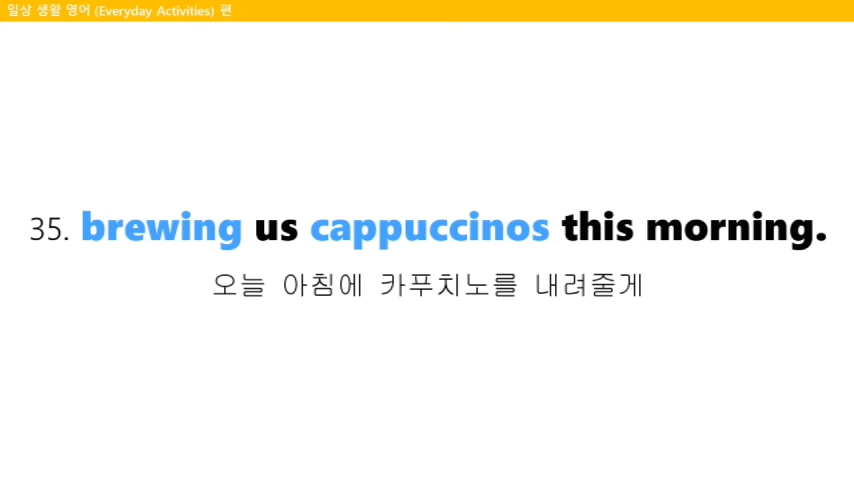 일상 생활 영어 (Everyday Activities) 편
35. brewing us cappuccinos this morning.
오늘 아침에 카푸치노를 내려줄게